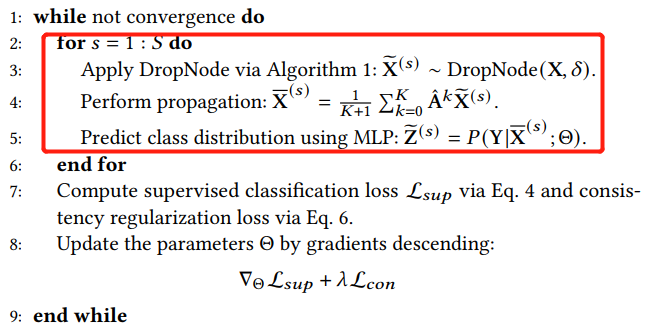 1: while not convergence do
2: for s = 1 : S do
3: Apply DropNode via Algorithm 1: X̃⁽ˢ⁾ ∼ DropNode(X, δ).
4: Perform propagation: X̄⁽ˢ⁾ = 1/(K+1) ∑ₖ₌₀ᴷ Âᵏ X̃⁽ˢ⁾.
5: Predict class distribution using MLP: Z̃⁽ˢ⁾ = P(Y|X̄⁽ˢ⁾; Θ).
6: end for
7: Compute supervised classification loss ℒ_sup via Eq. 4 and consis-
tency regularization loss via Eq. 6.
8: Update the parameters Θ by gradients descending:
∇_Θ ℒ_sup + λℒ_con
9: end while